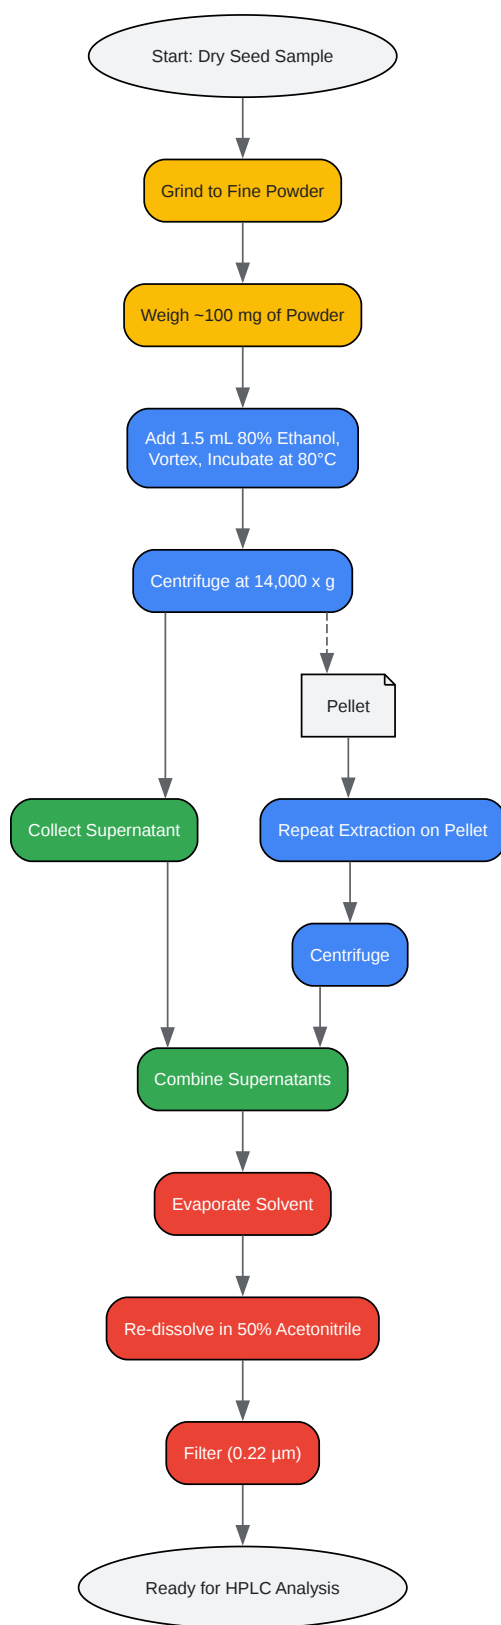 Start: Dry Seed Sample
Grind to Fine Powder
Weigh ~100 mg of Powder
Add 1.5 mL 80% Ethanol,
Vortex, Incubate at 80°C
Centrifuge at 14,000 x g
Pellet
Collect Supernatant
Repeat Extraction on Pellet
Centrifuge
Combine Supernatants
Evaporate Solvent
Re-dissolve in 50% Acetonitrile
Filter (0.22 µm)
Ready for HPLC Analysis